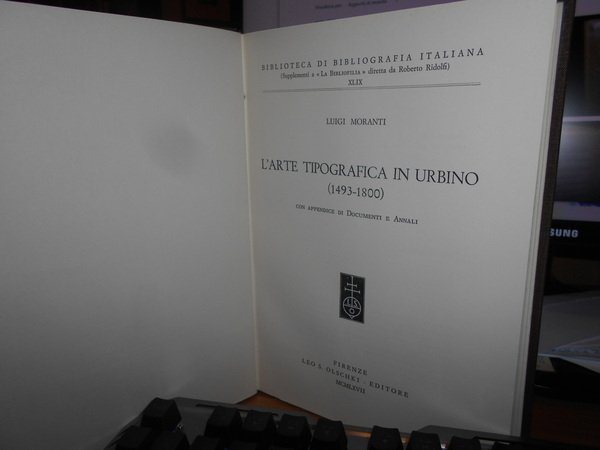 BIBLIOTECA DI BIBLIOGRAFIA ITALIANA
(Supplementi a « LA BIBLIOFILIA » diretta da Roberto Ridolfi)
XLIX
LUIGI MORANTI
L'ARTE TIPOGRAFICA IN URBINO
(1493-1800)
CON APPENDICE DI DOCUMENTI E ANNALI
FIRENZE
LEO S. OLSCHKI - EDITORE
MCMLXVII
SUNG